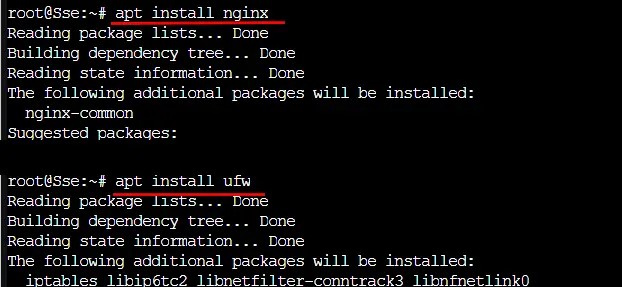 root@Sse:~# apt install nginx
Reading package lists... Done
Building dependency tree... Done
Reading state information... Done
The following additional packages will be installed:
  nginx-common
Suggested packages:
root@Sse:~# apt install ufw
Reading package lists... Done
Building dependency tree... Done
Reading state information... Done
The following additional packages will be installed:
  iptables libip6tc2 libnetfilter-conntrack3 libnfnetlink0